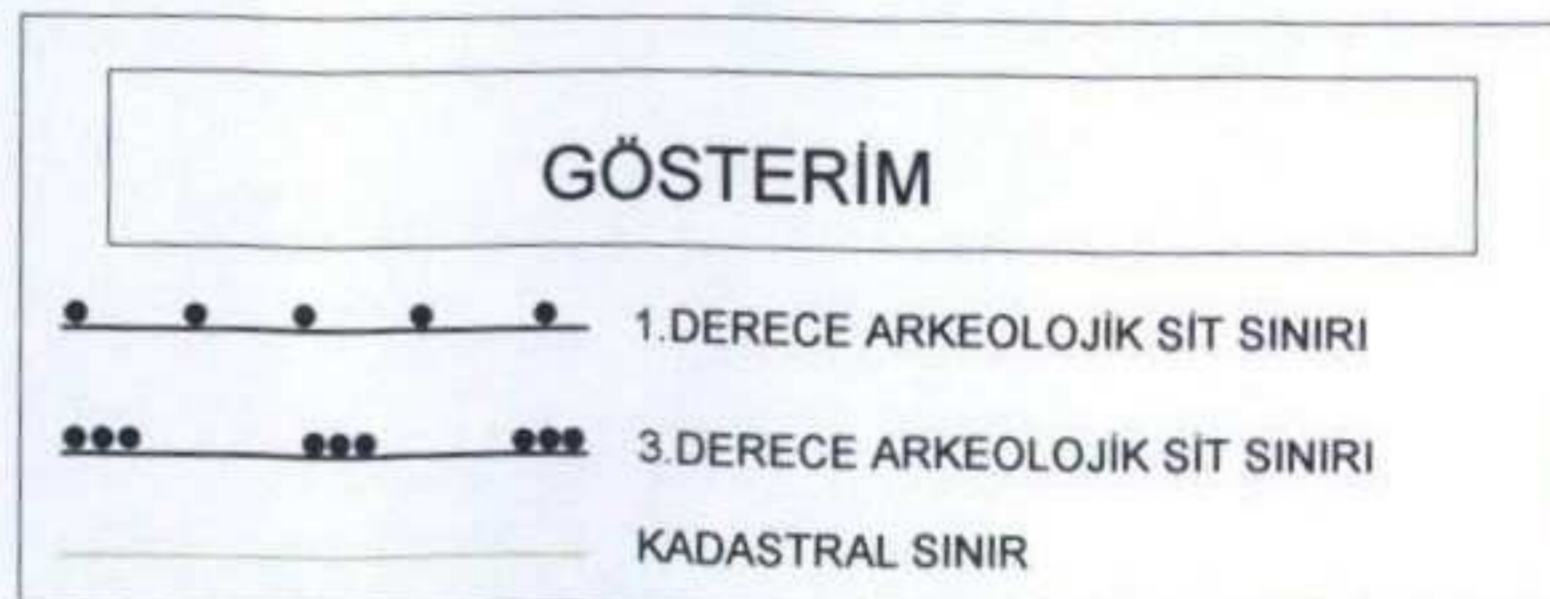 GÖSTERİM
1.DERECE ARKEOLOJİK SİT SINIRI
3.DERECE ARKEOLOJİK SİT SINIRI
KADASTRAL SINIR